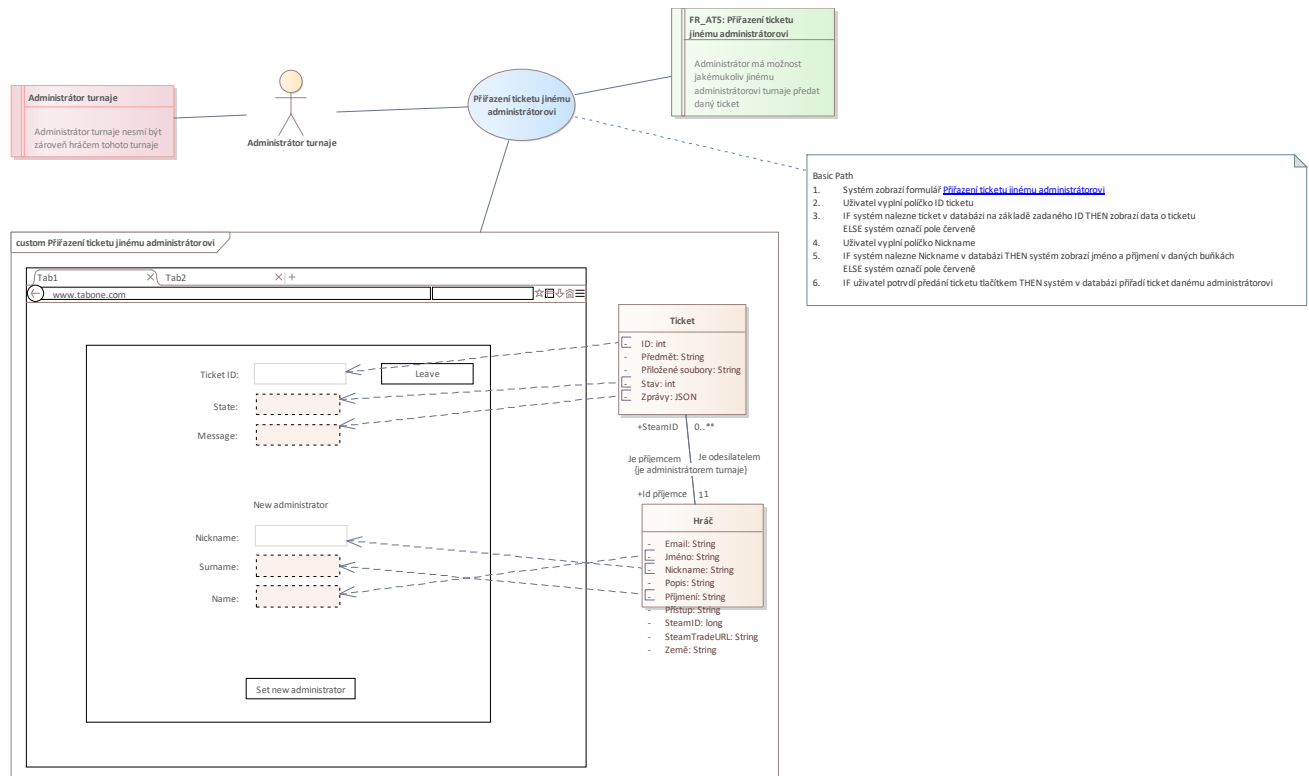 FR_ATS: Přiřazení ticketu
jinému administrátorovi
Administrátor má možnost
jakémukoliv jinému
administrátorovi turnaje předat
daný ticket
Administrátor turnaje
Administrátor turnaje nesmí být
zároveň hráčem tohoto turnaje
Administrátor turnaje
Přiřazení ticketu jinému
administrátorovi
Basic Path
1. Systém zobrazí formulář Přiřazení ticketu jinému administrátorovi
2. Uživatel vyplní políčko ID ticketu
3. IF systém nalezne ticket v databázi na základě zadaného ID THEN zobrazí data o ticketu
ELSE systém označí pole červeně
4. Uživatel vyplní políčko Nickname
5. IF systém nalezne Nickname v databázi THEN systém zobrazí jméno a příjmení v daných buňkách
ELSE systém označí pole červeně
6. IF uživatel potvrdí předání ticketu tlačítkem THEN systém v databázi přiřadí ticket danému administrátorovi
custom Přiřazení ticketu jinému administrátorovi
Tab1
Tab2
www.tabone.com
Ticket ID:
Leave
State:
Message:
New administrator
Nickname:
Surname:
Name:
Set new administrator
Ticket
- ID: int
- Předmět: String
- Přiložené soubory: String
- Stav: int
- Zprávy: JSON
+SteamID 0..**
Je příjemcem Je odesilatelem
{je administrátorem turnaje}
+Id příjemce 11
Hráč
- Email: String
- Jméno: String
- Nickname: String
- Popis: String
- Příjmení: String
- Přístup: String
- SteamID: long
- SteamTradeURL: String
- Země: String